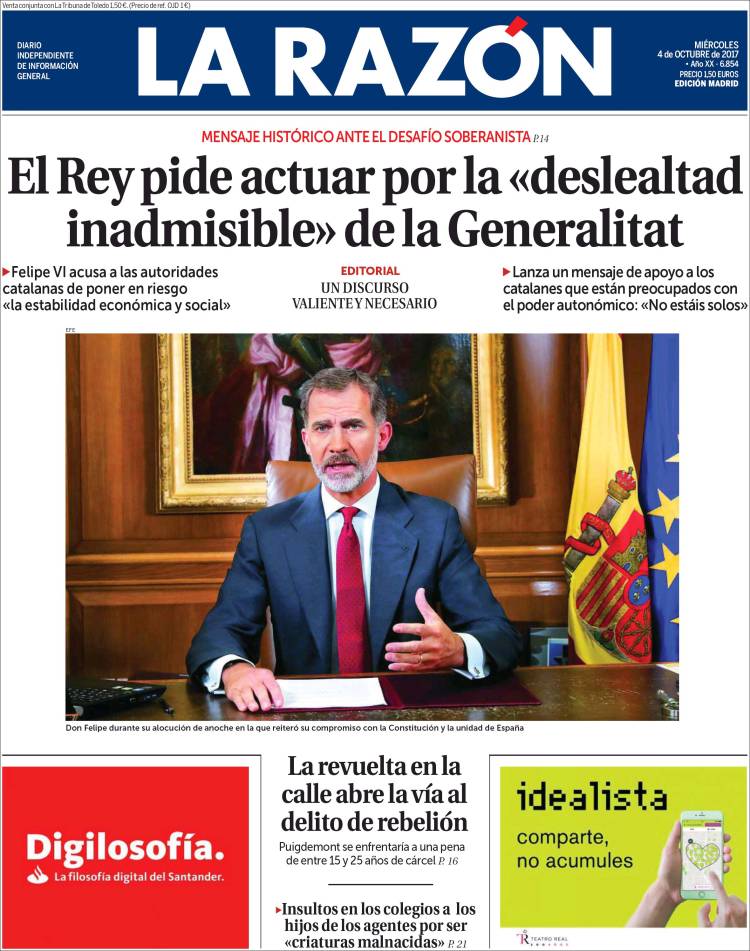 Venta conjunta con La Tribuna de Toledo 1,50 €. (Precio de ref. OJD 1 €)
DIARIO
INDEPENDIENTE
DE INFORMACIÓN
GENERAL
LA RAZÓN
MIÉRCOLES
4 de OCTUBRE de 2017
• Año XX - 6.854
PRECIO 1,50 EUROS
EDICIÓN MADRID
MENSAJE HISTÓRICO ANTE EL DESAFÍO SOBERANISTA P.14
El Rey pide actuar por la «deslealtad
inadmisible» de la Generalitat
Felipe VI acusa a las autoridades
catalanas de poner en riesgo
«la estabilidad económica y social»
EDITORIAL
UN DISCURSO
VALIENTE Y NECESARIO
Lanza un mensaje de apoyo a los
catalanes que están preocupados con
el poder autonómico: «No estáis solos»
EFE
Don Felipe durante su alocución de anoche en la que reiteró su compromiso con la Constitución y la unidad de España
Digilosofía.
La filosofía digital del Santander.
La revuelta en la
calle abre la vía al
delito de rebelión
Puigdemont se enfrentaría a una pena
de entre 15 y 25 años de cárcel P. 16
Insultos en los colegios a los
hijos de los agentes por ser
«criaturas malnacidas» P. 21
idealista
comparte,
no acumules
TEATRO REAL